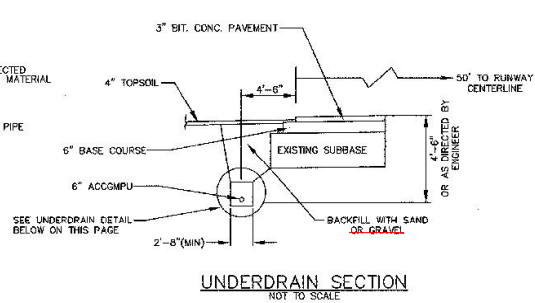 3" BIT. CONC. PAVEMENT
ECTED
MATERIAL
4" TOPSOIL
4'-6"
50' TO RUNWAY
CENTERLINE
PIPE
6" BASE COURSE
EXISTING SUBBASE
4'-6"
OR AS DIRECTED BY
ENGINEER
6" ACCGMPU
SEE UNDERDRAIN DETAIL
BELOW ON THIS PAGE
BACKFILL WITH SAND
OR GRAVEL
2'-8"(MIN)
UNDERDRAIN SECTION
NOT TO SCALE